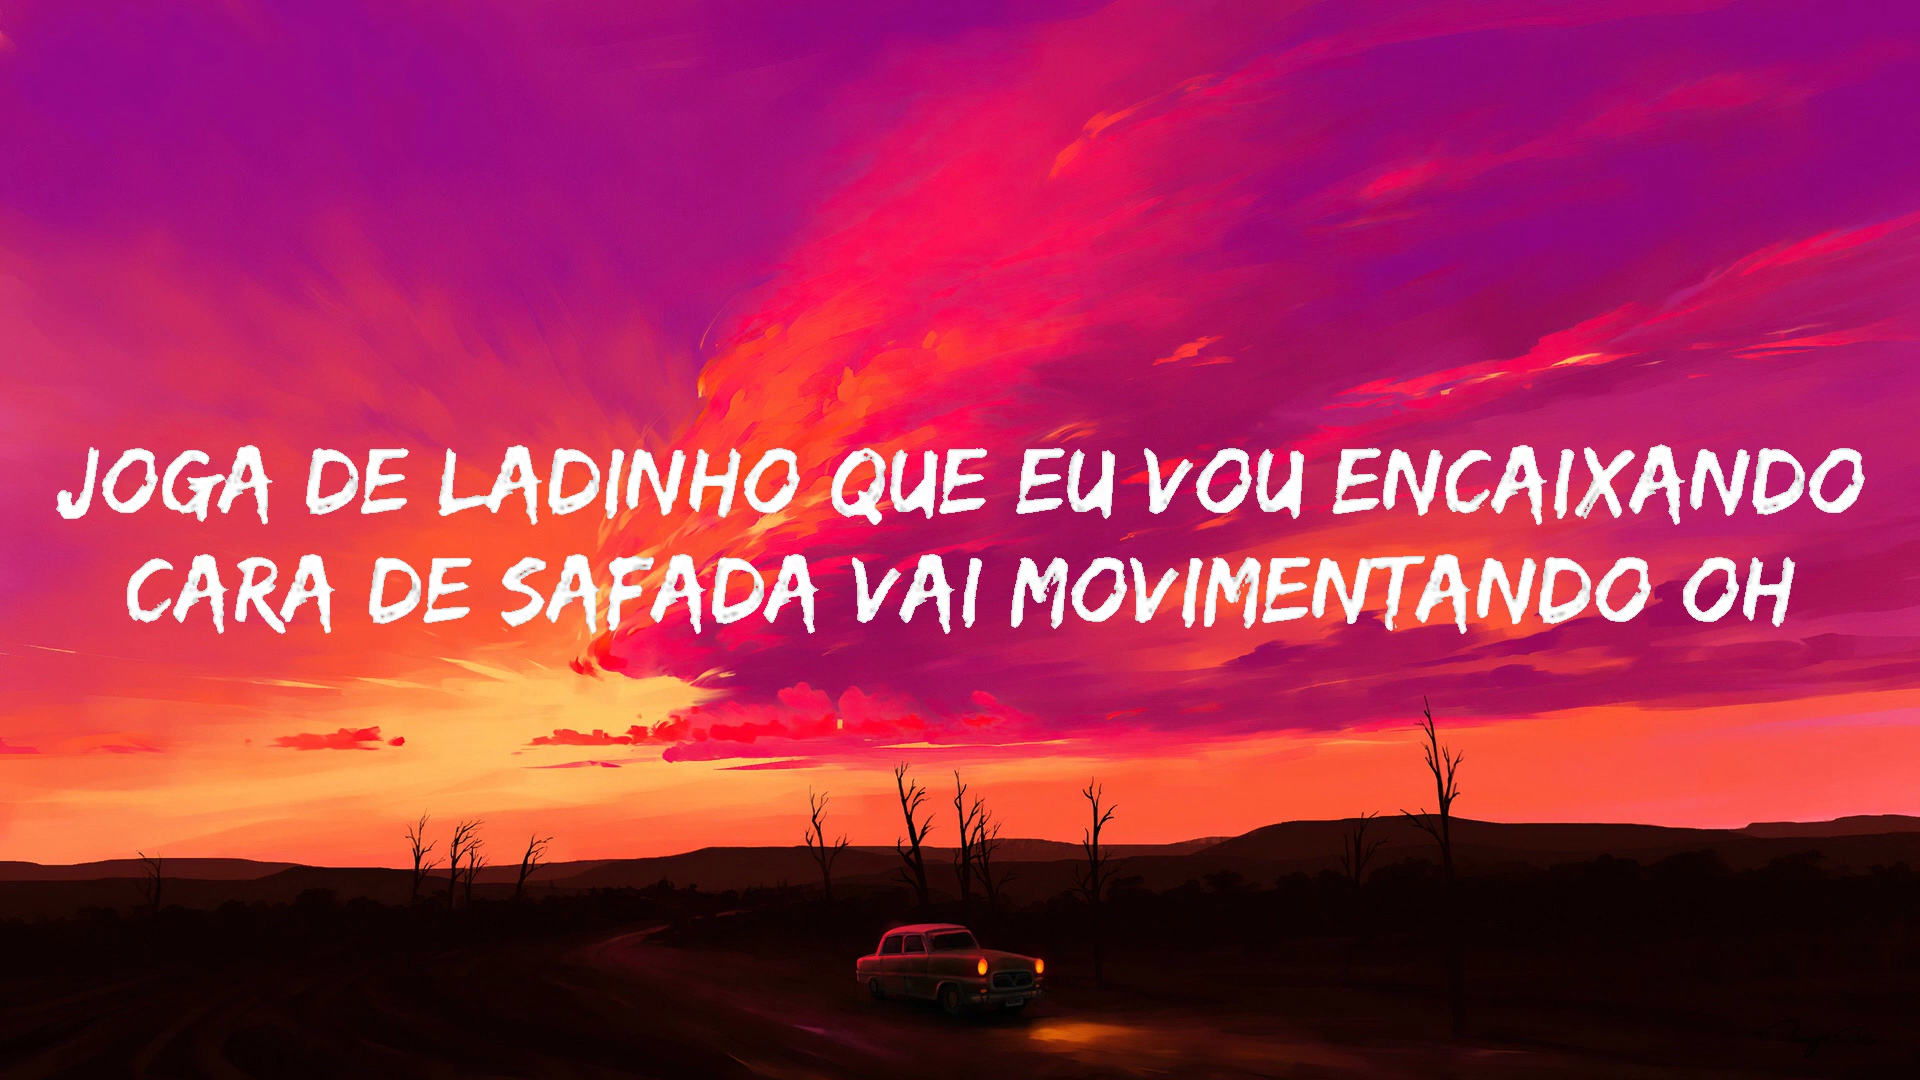 JOGA DE LADINHO QUE EU VOU ENCAIXANDO
CARA DE SAFADA VAI MOVIMENTANDO OH